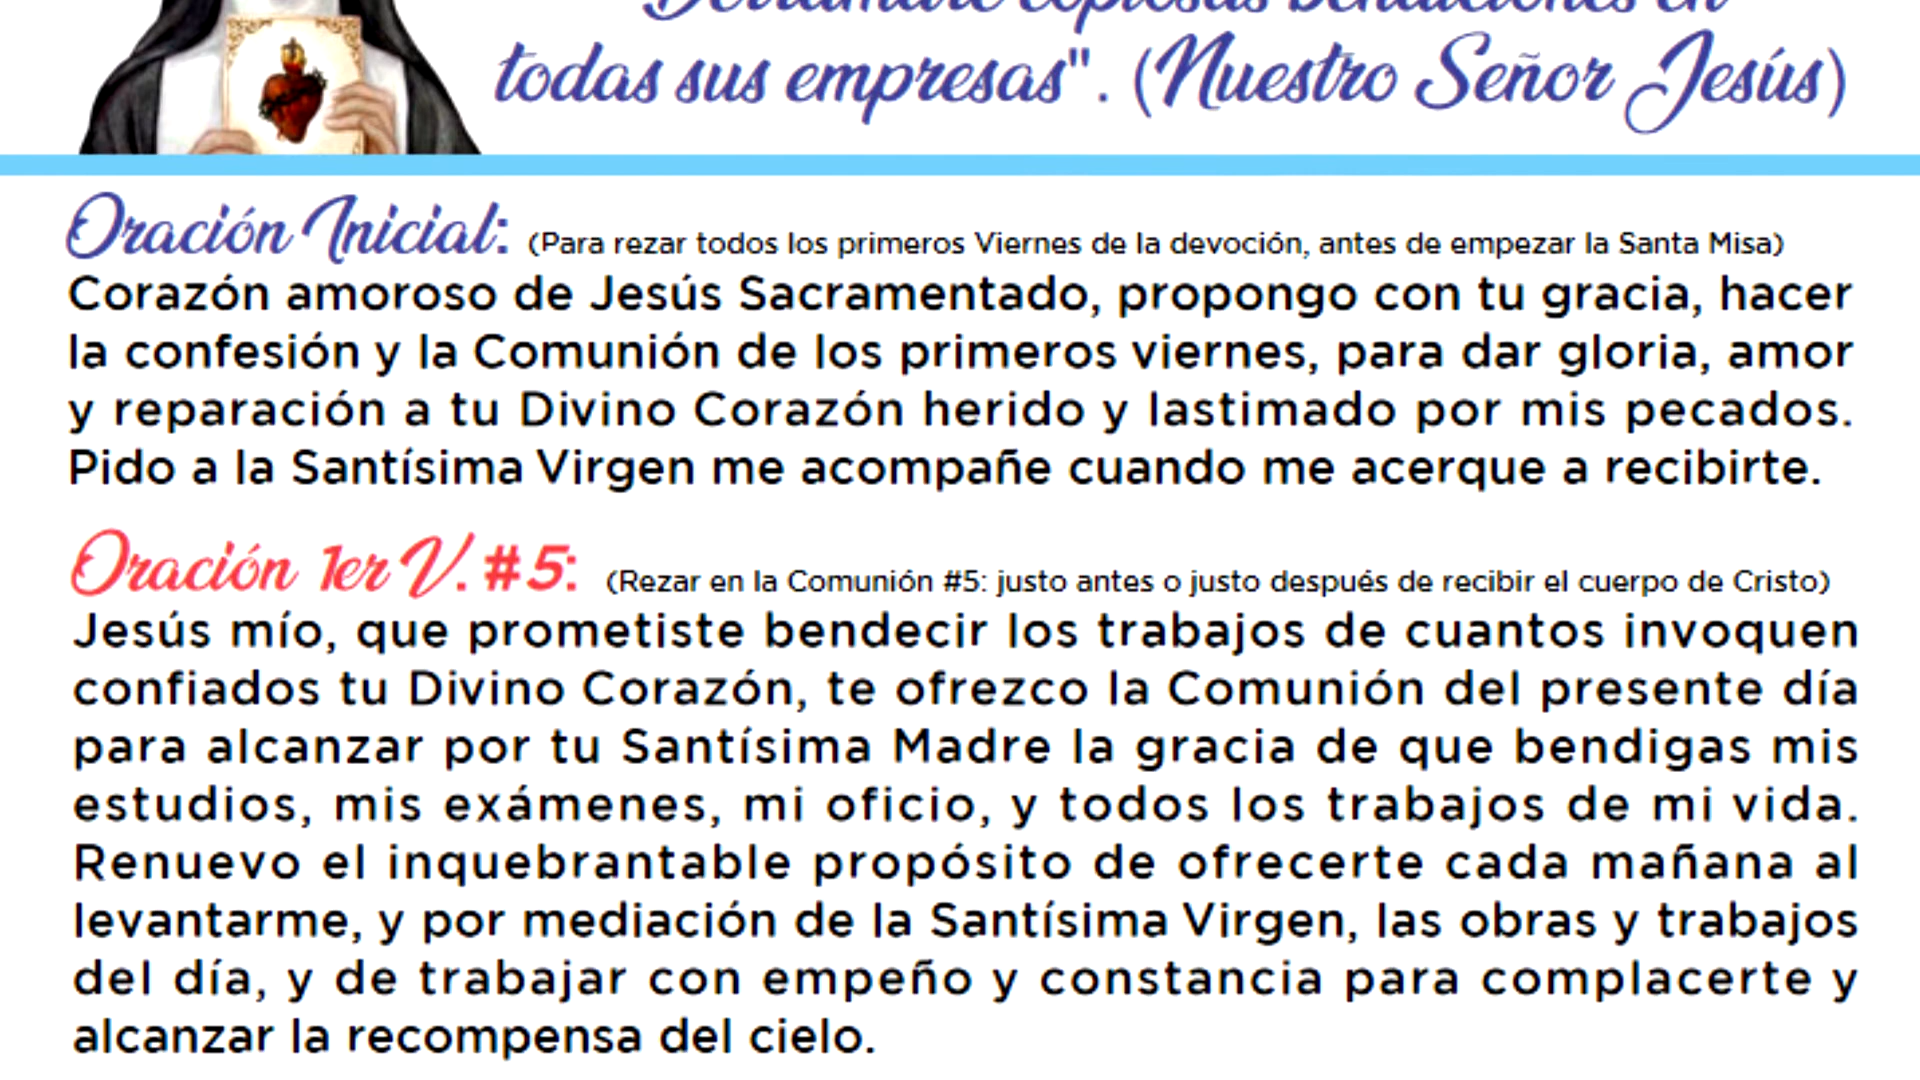 "Derramaré copiosas bendiciones en
todas sus empresas". (Nuestro Señor Jesús)
Oración Inicial: (Para rezar todos los primeros Viernes de la devoción, antes de empezar la Santa Misa)
Corazón amoroso de Jesús Sacramentado, propongo con tu gracia, hacer
la confesión y la Comunión de los primeros viernes, para dar gloria, amor
y reparación a tu Divino Corazón herido y lastimado por mis pecados.
Pido a la Santísima Virgen me acompañe cuando me acerque a recibirte.
Oración 1er V. #5: (Rezar en la Comunión #5: justo antes o justo después de recibir el cuerpo de Cristo)
Jesús mío, que prometiste bendecir los trabajos de cuantos invoquen
confiados tu Divino Corazón, te ofrezco la Comunión del presente día
para alcanzar por tu Santísima Madre la gracia de que bendigas mis
estudios, mis exámenes, mi oficio, y todos los trabajos de mi vida.
Renuevo el inquebrantable propósito de ofrecerte cada mañana al
levantarme, y por mediación de la Santísima Virgen, las obras y trabajos
del día, y de trabajar con empeño y constancia para complacerte y
alcanzar la recompensa del cielo.